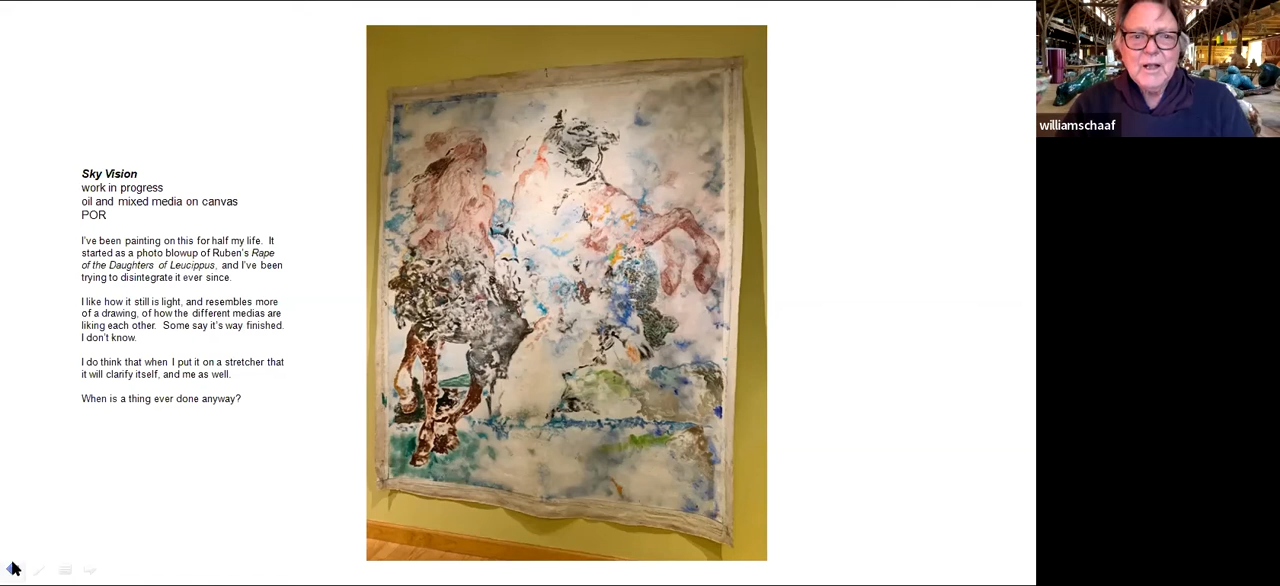 Sky Vision
work in progress
oil and mixed media on canvas
POR
I've been painting on this for half my life. It
started as a photo blowup of Ruben's Rape
of the Daughters of Leucippus, and I've been
trying to disintegrate it ever since.
I like how it still is light, and resembles more
of a drawing, of how the different medias are
liking each other. Some say it's way finished.
I don't know.
I do think that when I put it on a stretcher that
it will clarify itself, and me as well.
When is a thing ever done anyway?
williamschaaf